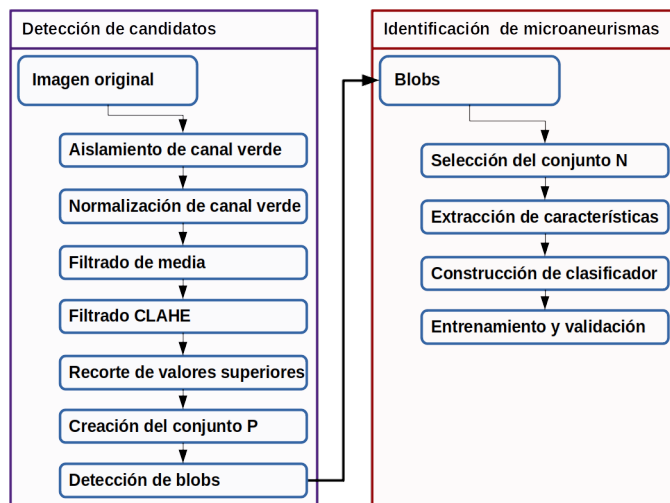 Detección de candidatos
Imagen original
Aislamiento de canal verde
Normalización de canal verde
Filtrado de media
Filtrado CLAHE
Recorte de valores superiores
Creación del conjunto P
Detección de blobs
Identificación de microaneurismas
Blobs
Selección del conjunto N
Extracción de características
Construcción de clasificador
Entrenamiento y validación